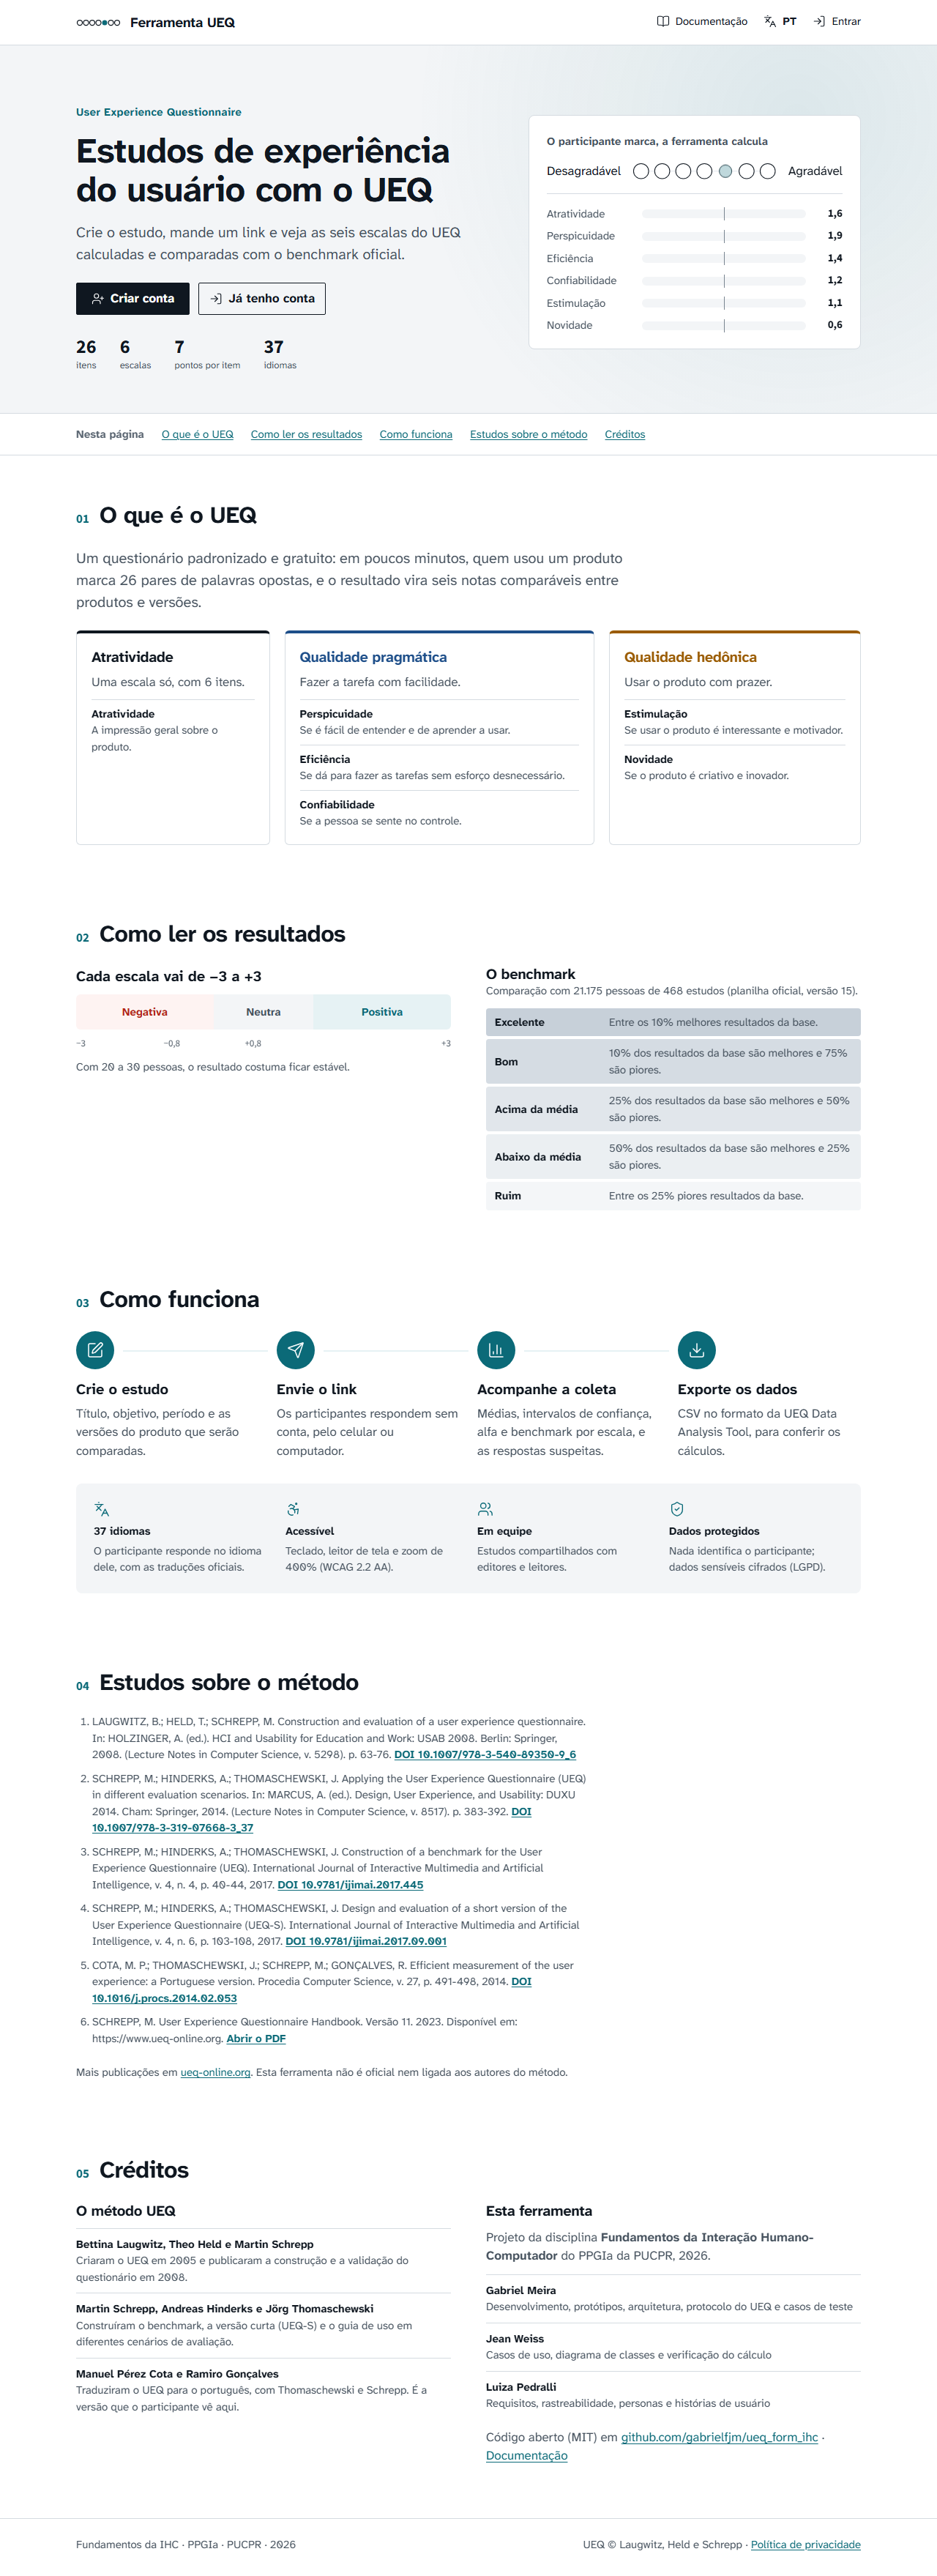 Ferramenta UEQ
Documentação
PT
Entrar
User Experience Questionnaire
Estudos de experiência
do usuário com o UEQ
Crie o estudo, mande um link e veja as seis escalas do UEQ
calculadas e comparadas com o benchmark oficial.
Criar conta
Já tenho conta
26
itens
6
escalas
7
pontos por item
37
idiomas
O participante marca, a ferramenta calcula
Desagradável
Agradável
Atratividade 1,6
Perspicuidade 1,9
Eficiência 1,4
Confiabilidade 1,2
Estimulação 1,1
Novidade 0,6
Nesta página
O que é o UEQ
Como ler os resultados
Como funciona
Estudos sobre o método
Créditos
01 O que é o UEQ
Um questionário padronizado e gratuito: em poucos minutos, quem usou um produto
marca 26 pares de palavras opostas, e o resultado vira seis notas comparáveis entre
produtos e versões.
Atratividade
Uma escala só, com 6 itens.
Atratividade
A impressão geral sobre o
produto.
Qualidade pragmática
Fazer a tarefa com facilidade.
Perspicuidade
Se é fácil de entender e de aprender a usar.
Eficiência
Se dá para fazer as tarefas sem esforço desnecessário.
Confiabilidade
Se a pessoa se sente no controle.
Qualidade hedônica
Usar o produto com prazer.
Estimulação
Se usar o produto é interessante e motivador.
Novidade
Se o produto é criativo e inovador.
02 Como ler os resultados
Cada escala vai de −3 a +3
Negativa
Neutra
Positiva
−3
−0,8
+0,8
+3
Com 20 a 30 pessoas, o resultado costuma ficar estável.
O benchmark
Comparação com 21.175 pessoas de 468 estudos (planilha oficial, versão 15).
Excelente
Entre os 10% melhores resultados da base.
Bom
10% dos resultados da base são melhores e 75%
são piores.
Acima da média
25% dos resultados da base são melhores e 50%
são piores.
Abaixo da média
50% dos resultados da base são melhores e 25%
são piores.
Ruim
Entre os 25% piores resultados da base.
03 Como funciona
Crie o estudo
Título, objetivo, período e as
versões do produto que serão
comparadas.
Envie o link
Os participantes respondem sem
conta, pelo celular ou
computador.
Acompanhe a coleta
Médias, intervalos de confiança,
alfa e benchmark por escala, e
as respostas suspeitas.
Exporte os dados
CSV no formato da UEQ Data
Analysis Tool, para conferir os
cálculos.
37 idiomas
O participante responde no idioma
dele, com as traduções oficiais.
Acessível
Teclado, leitor de tela e zoom de
400% (WCAG 2.2 AA).
Em equipe
Estudos compartilhados com
editores e leitores.
Dados protegidos
Nada identifica o participante;
dados sensíveis cifrados (LGPD).
04 Estudos sobre o método
1. LAUGWITZ, B.; HELD, T.; SCHREPP, M. Construction and evaluation of a user experience questionnaire.
In: HOLZINGER, A. (ed.). HCI and Usability for Education and Work: USAB 2008. Berlin: Springer,
2008. (Lecture Notes in Computer Science, v. 5298). p. 63-76. DOI 10.1007/978-3-540-89350-9_6
2. SCHREPP, M.; HINDERKS, A.; THOMASCHEWSKI, J. Applying the User Experience Questionnaire (UEQ)
in different evaluation scenarios. In: MARCUS, A. (ed.). Design, User Experience, and Usability: DUXU
2014. Cham: Springer, 2014. (Lecture Notes in Computer Science, v. 8517). p. 383-392. DOI
10.1007/978-3-319-07668-3_37
3. SCHREPP, M.; HINDERKS, A.; THOMASCHEWSKI, J. Construction of a benchmark for the User
Experience Questionnaire (UEQ). International Journal of Interactive Multimedia and Artificial
Intelligence, v. 4, n. 4, p. 40-44, 2017. DOI 10.9781/ijimai.2017.445
4. SCHREPP, M.; HINDERKS, A.; THOMASCHEWSKI, J. Design and evaluation of a short version of the
User Experience Questionnaire (UEQ-S). International Journal of Interactive Multimedia and Artificial
Intelligence, v. 4, n. 6, p. 103-108, 2017. DOI 10.9781/ijimai.2017.09.001
5. COTA, M. P.; THOMASCHEWSKI, J.; SCHREPP, M.; GONÇALVES, R. Efficient measurement of the user
experience: a Portuguese version. Procedia Computer Science, v. 27, p. 491-498, 2014. DOI
10.1016/j.procs.2014.02.053
6. SCHREPP, M. User Experience Questionnaire Handbook. Versão 11. 2023. Disponível em:
https://www.ueq-online.org. Abrir o PDF
Mais publicações em ueq-online.org. Esta ferramenta não é oficial nem ligada aos autores do método.
05 Créditos
O método UEQ
Bettina Laugwitz, Theo Held e Martin Schrepp
Criaram o UEQ em 2005 e publicaram a construção e a validação do
questionário em 2008.
Martin Schrepp, Andreas Hinderks e Jörg Thomaschewski
Construíram o benchmark, a versão curta (UEQ-S) e o guia de uso em
diferentes cenários de avaliação.
Manuel Pérez Cota e Ramiro Gonçalves
Traduziram o UEQ para o português, com Thomaschewski e Schrepp. É a
versão que o participante vê aqui.
Esta ferramenta
Projeto da disciplina Fundamentos da Interação Humano-
Computador do PPGIa da PUCPR, 2026.
Gabriel Meira
Desenvolvimento, protótipos, arquitetura, protocolo do UEQ e casos de teste
Jean Weiss
Casos de uso, diagrama de classes e verificação do cálculo
Luiza Pedralli
Requisitos, rastreabilidade, personas e histórias de usuário
Código aberto (MIT) em github.com/gabrielfjm/ueq_form_ihc ·
Documentação
Fundamentos da IHC · PPGIa · PUCPR · 2026
UEQ © Laugwitz, Held e Schrepp · Política de privacidade